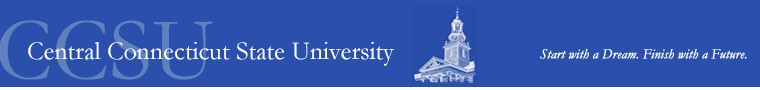 CCSU
Central Connecticut State University
Start with a Dream. Finish with a Future.